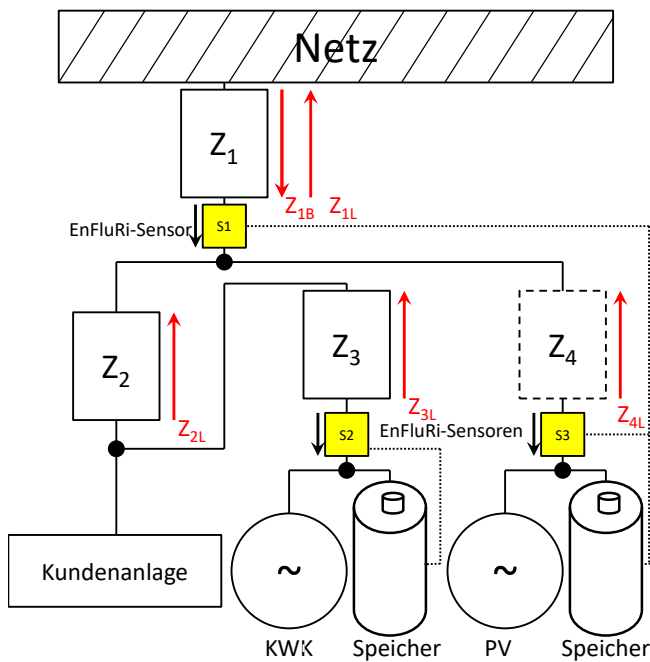 Netz
Z1
Z1B Z1L
EnFluRi-Sensor
S1
Z2
Z2L
Z3
Z3L
Z4
Z4L
S2
EnFluRi-Sensoren
S3
Kundenanlage
~
~
KWK
Speicher
PV
Speicher